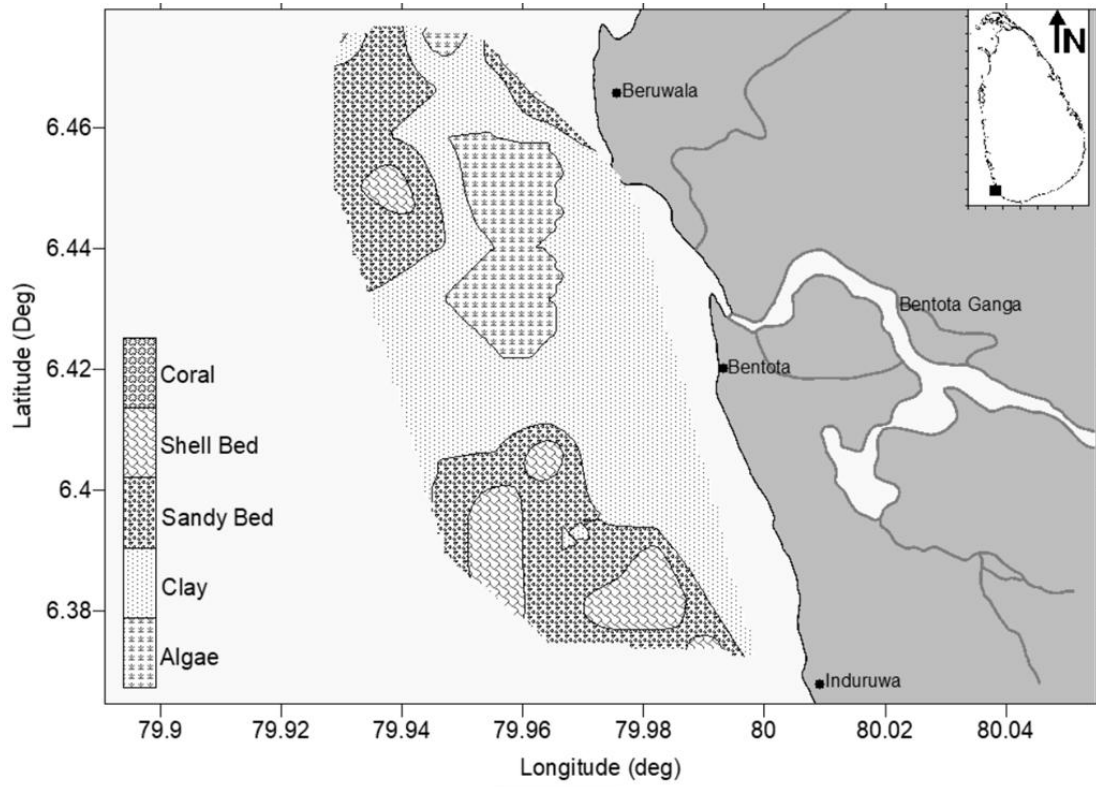 N
Beruwala
6.46
6.44
Bentota Ganga
6.42
Bentota
Latitude (Deg)
Coral
Shell Bed
Sandy Bed
Clay
Algae
6.4
6.38
Induruwa
79.9
79.92
79.94
79.96
79.98
80
80.02
80.04
Longitude (deg)